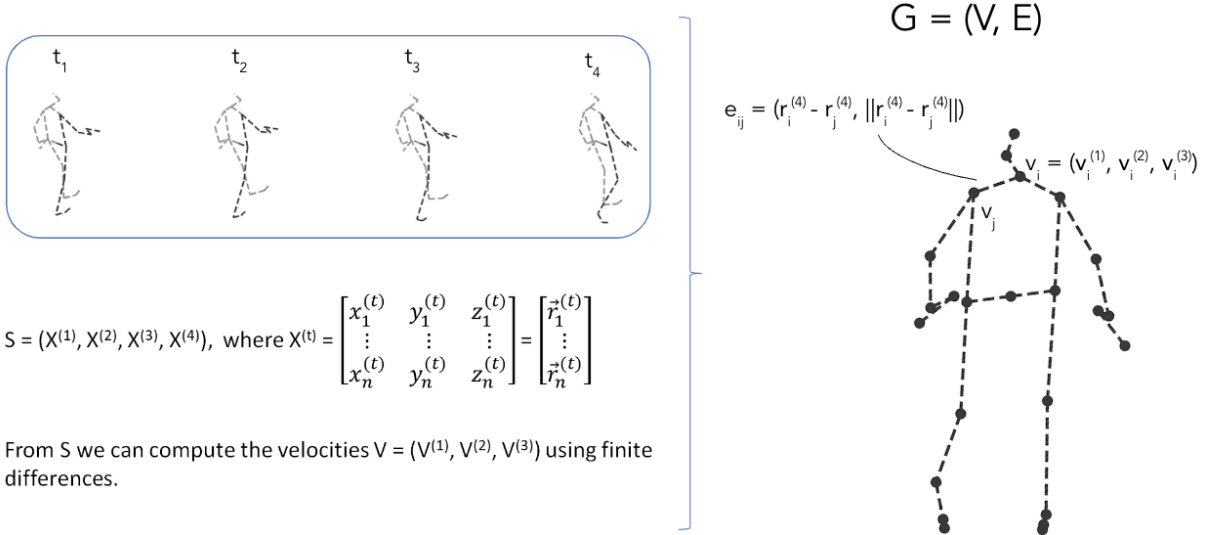 t₁ t₂ t₃ t₄
S = (X⁽¹⁾, X⁽²⁾, X⁽³⁾, X⁽⁴⁾), where X⁽ᵗ⁾ = [x₁⁽ᵗ⁾ y₁⁽ᵗ⁾ z₁⁽ᵗ⁾ ⋮ ⋮ ⋮ xₙ⁽ᵗ⁾ yₙ⁽ᵗ⁾ zₙ⁽ᵗ⁾] = [r⃗₁⁽ᵗ⁾ ⋮ r⃗ₙ⁽ᵗ⁾]
From S we can compute the velocities V = (V⁽¹⁾, V⁽²⁾, V⁽³⁾) using finite
differences.
G = (V, E)
eᵢⱼ = (rᵢ⁽⁴⁾ - rⱼ⁽⁴⁾, ||rᵢ⁽⁴⁾ - rⱼ⁽⁴⁾||)
vᵢ = (vᵢ⁽¹⁾, vᵢ⁽²⁾, vᵢ⁽³⁾)
vⱼ